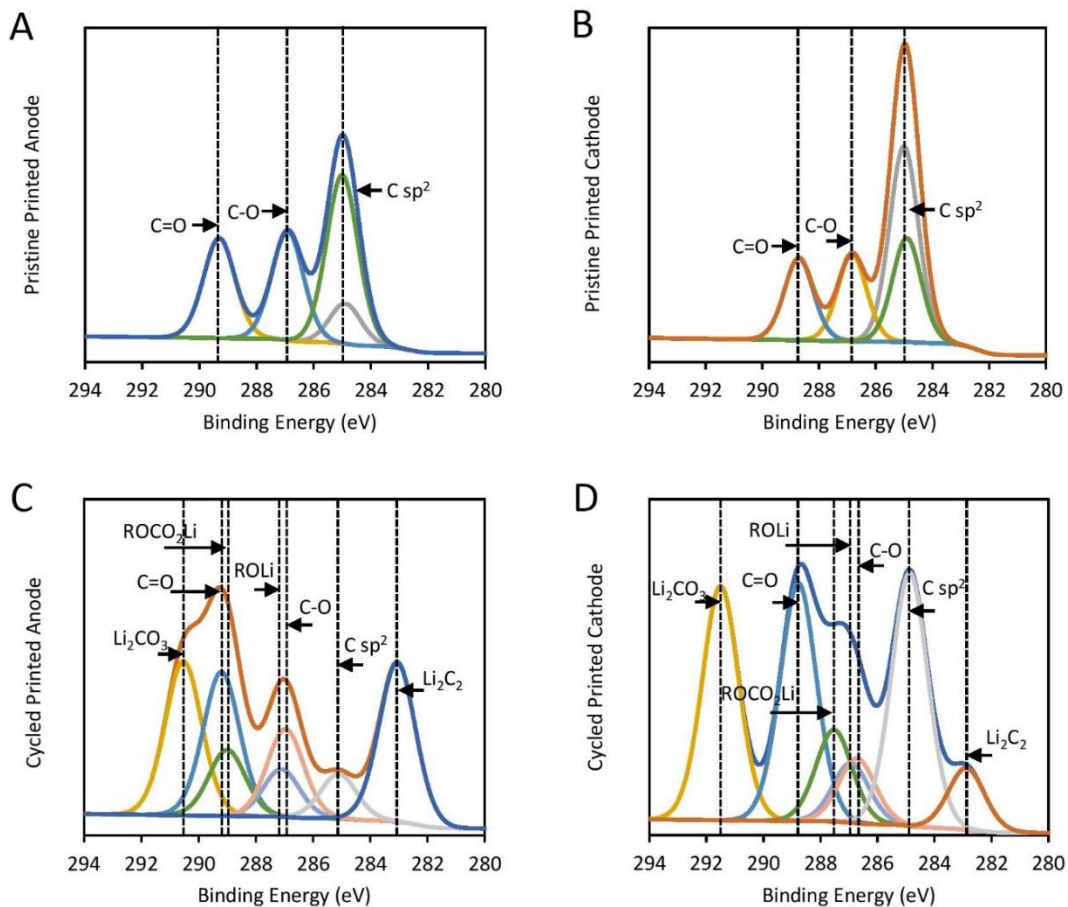 A
Pristine Printed Anode
C=O
C-O
C sp²
294 292 290 288 286 284 282 280
Binding Energy (eV)
B
Pristine Printed Cathode
C=O
C-O
C sp²
294 292 290 288 286 284 282 280
Binding Energy (eV)
C
Cycled Printed Anode
ROCO₂Li
C=O
Li₂CO₃
ROLi
C-O
C sp²
Li₂C₂
294 292 290 288 286 284 282 280
Binding Energy (eV)
D
Cycled Printed Cathode
ROLi
C-O
Li₂CO₃
C=O
C sp²
ROCO₂Li
Li₂C₂
294 292 290 288 286 284 282 280
Binding Energy (eV)